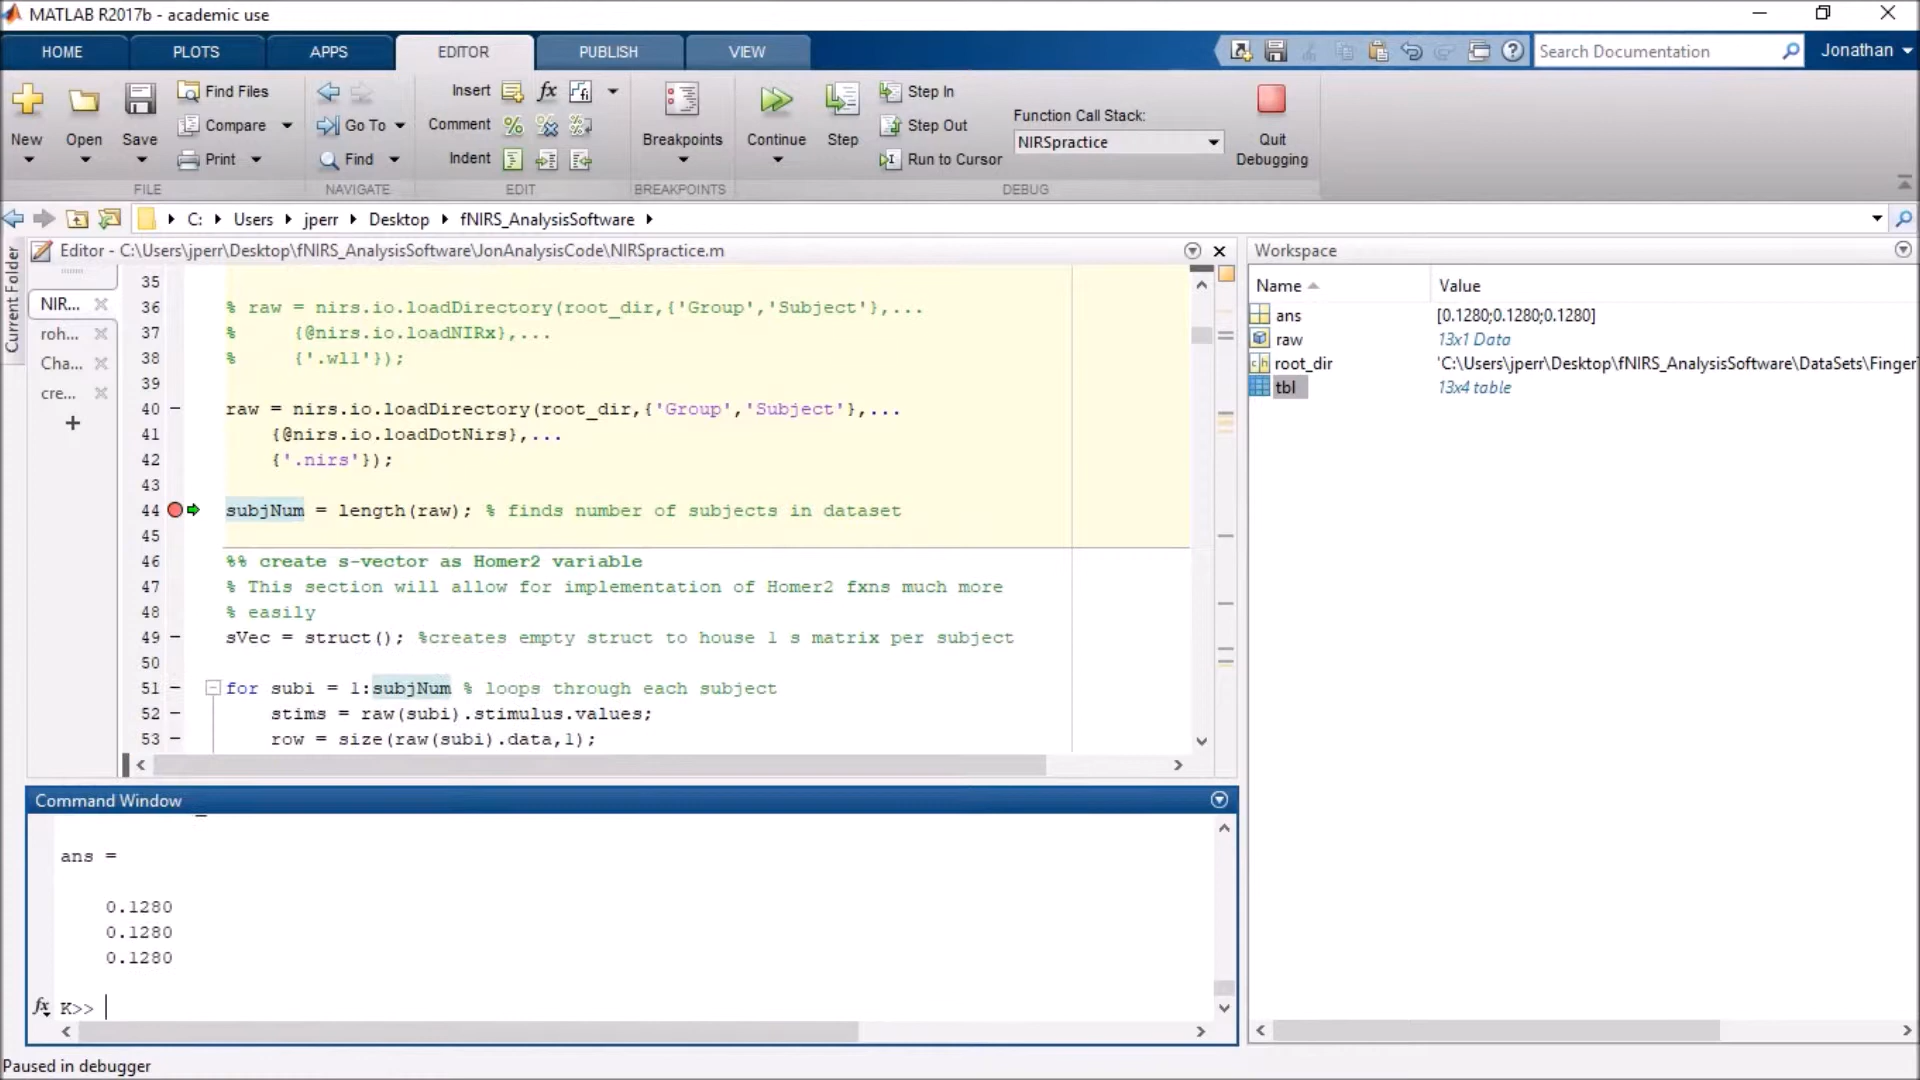 MATLAB R2017b - academic use
HOME PLOTS APPS EDITOR PUBLISH VIEW Search Documentation Jonathan
New Open Save Find Files Compare Print
Go To Find
Insert fx Comment Indent
Breakpoints
Continue Step Step In Step Out Run to Cursor
Function Call Stack:
NIRSpractice
Quit Debugging
FILE NAVIGATE EDIT BREAKPOINTS DEBUG
C: Users jperr Desktop fNIRS_AnalysisSoftware
Current Folder
Editor - C:\Users\jperr\Desktop\fNIRS_AnalysisSoftware\JonAnalysisCode\NIRSpractice.m
NIR...
roh...
Cha...
cre...
35
36 % raw = nirs.io.loadDirectory(root_dir,{'Group','Subject'},...
37 %     {@nirs.io.loadNIRx},...
38 %     {'.wl1'});
39
40 raw = nirs.io.loadDirectory(root_dir,{'Group','Subject'},...
41     {@nirs.io.loadDotNirs},...
42     {'.nirs'});
43
44 subjNum = length(raw); % finds number of subjects in dataset
45
46 %% create s-vector as Homer2 variable
47 % This section will allow for implementation of Homer2 fxns much more
48 % easily
49 sVec = struct(); %creates empty struct to house 1 s matrix per subject
50
51 for subi = 1:subjNum % loops through each subject
52     stims = raw(subi).stimulus.values;
53     row = size(raw(subi).data,1);
Command Window
ans =
0.1280
0.1280
0.1280
fx K>>
Workspace
Name Value
ans [0.1280;0.1280;0.1280]
raw 13x1 Data
root_dir 'C:\Users\jperr\Desktop\fNIRS_AnalysisSoftware\DataSets\Finger
tbl 13x4 table
Paused in debugger